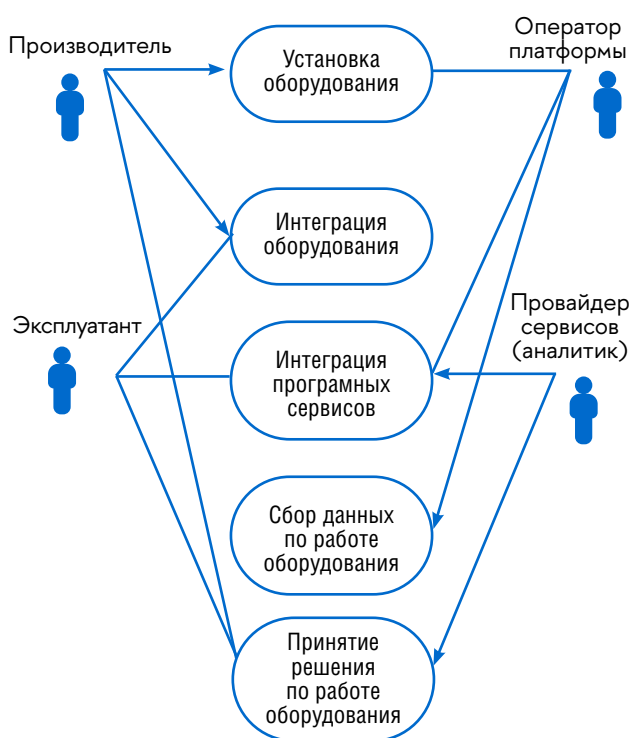 Производитель
Установка
оборудования
Оператор
платформы
Интеграция
оборудования
Эксплуатант
Интеграция
програмных
сервисов
Провайдер
сервисов
(аналитик)
Сбор данных
по работе
оборудования
Принятие
решения
по работе
оборудования